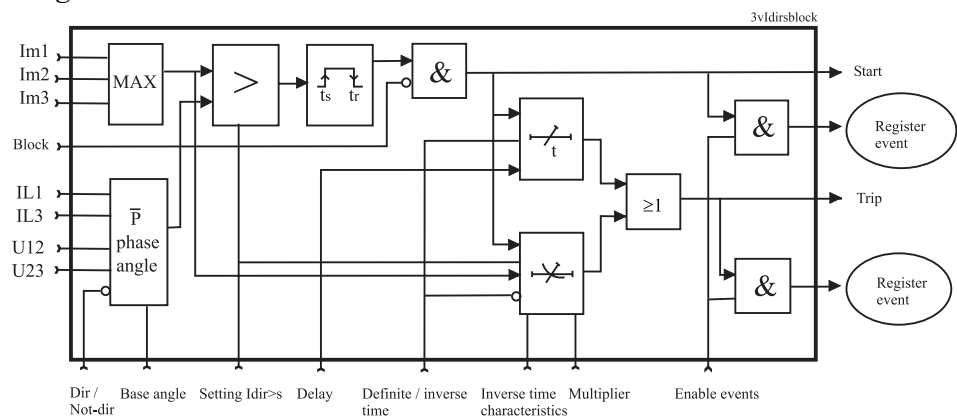 3vIdirsblock
Im1
Im2
Im3
MAX
>
ts tr
&
Start
Block
t
&
Register
event
IL1
IL3
U12
U23
P̅
phase
angle
≥1
Trip
&
Register
event
Dir /
Not-dir
Base angle
Setting Idir>s
Delay
Definite / inverse
time
Inverse time
characteristics
Multiplier
Enable events